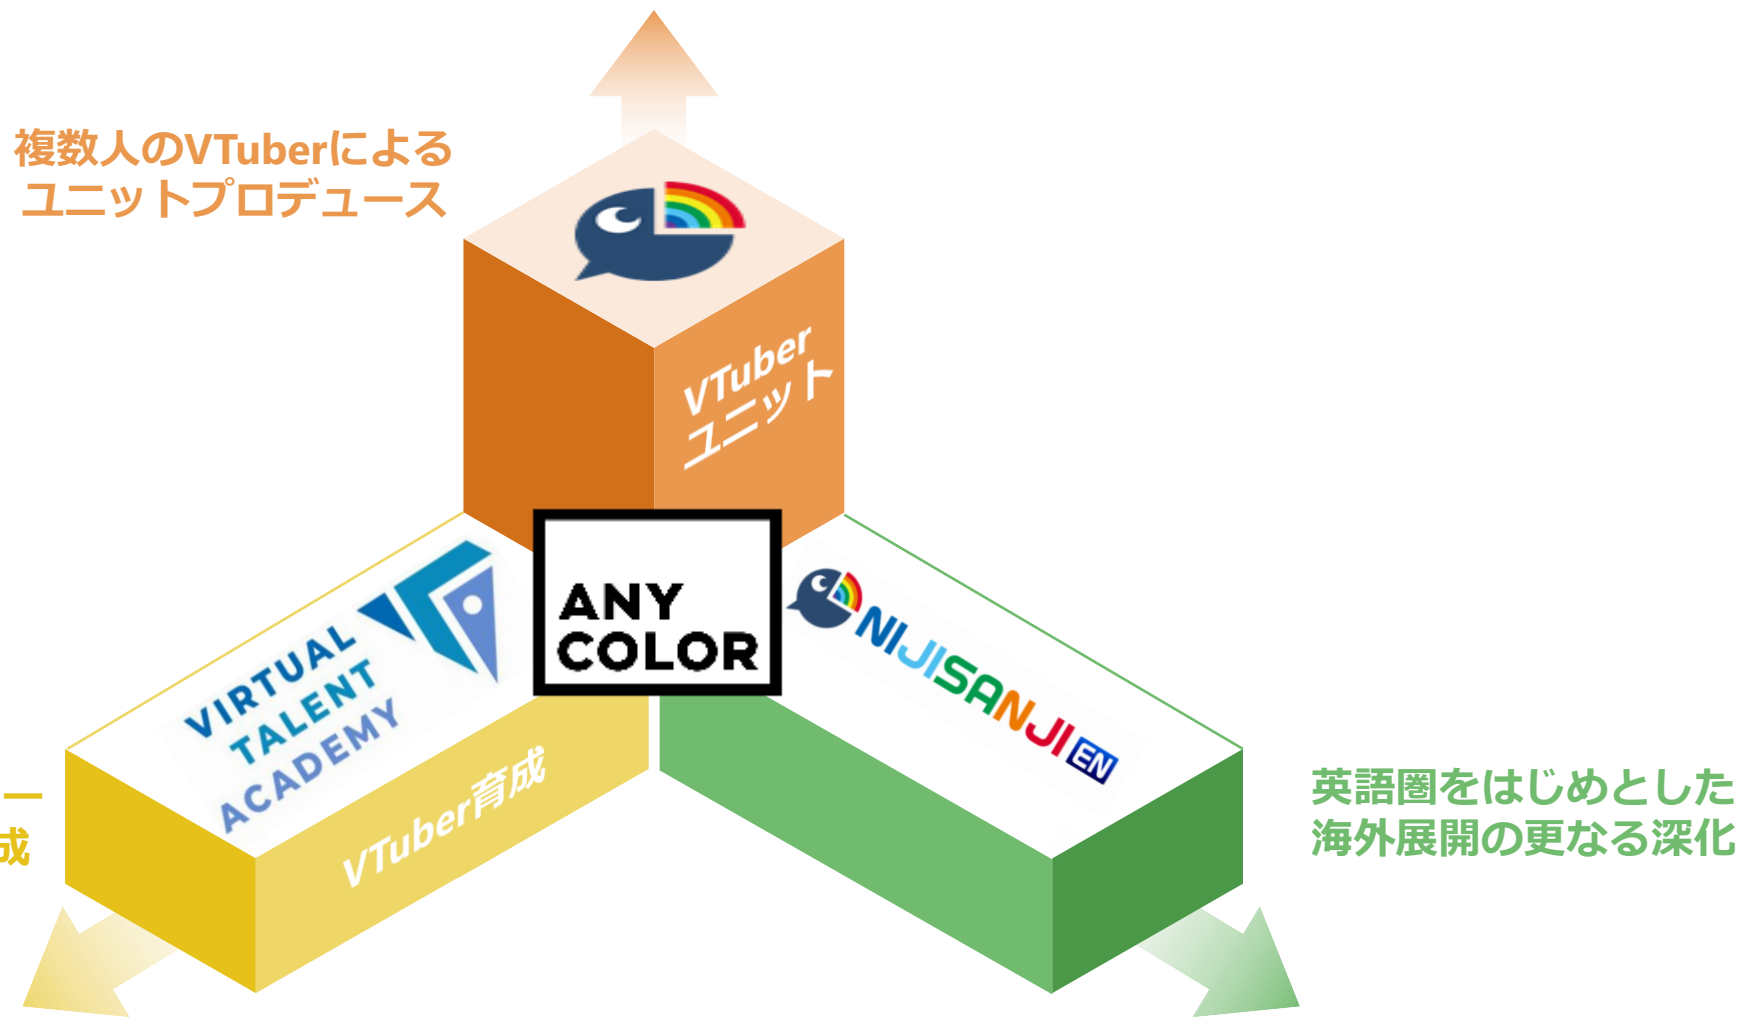 複数人のVTuberによる
ユニットプロデュース
VTuber
ユニット
ANY
COLOR
VIRTUAL
TALENT
ACADEMY
VTuber育成
NIJISANJI EN
ー
成
英語圏をはじめとした
海外展開の更なる深化